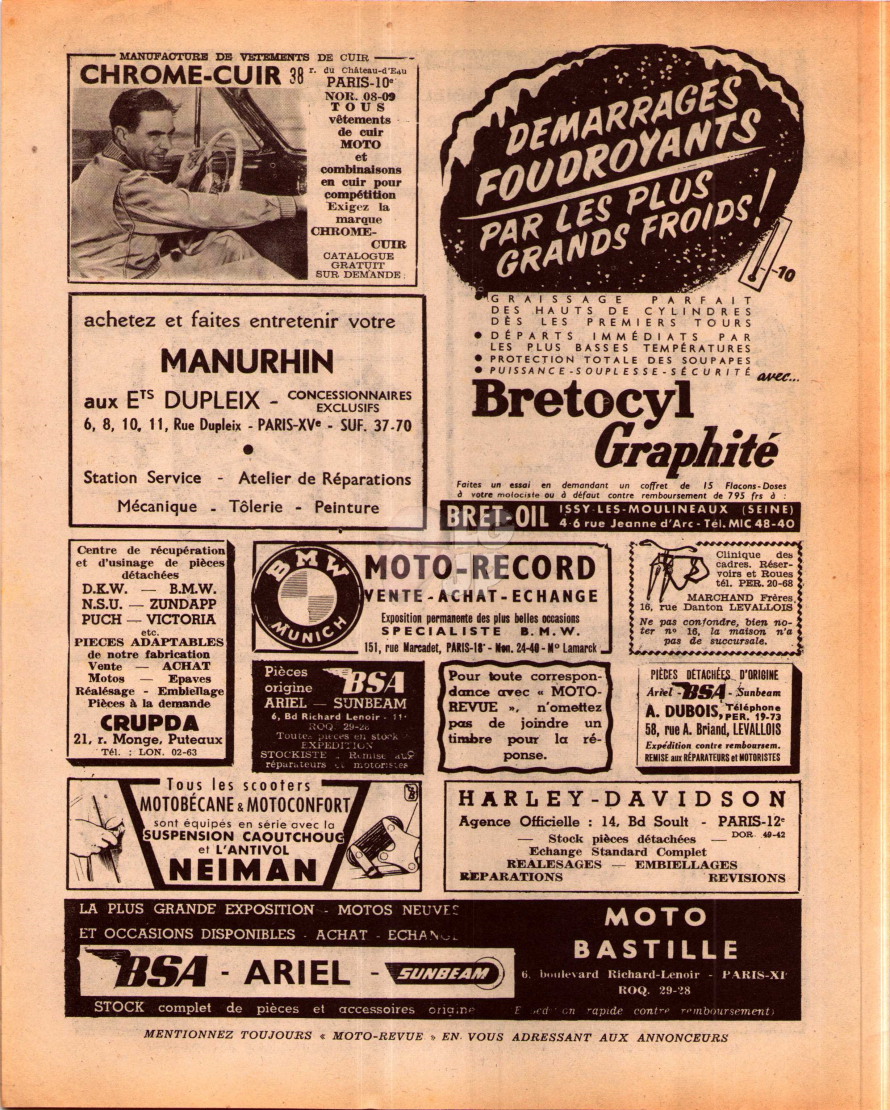 MANUFACTURE DE VETEMENTS DE CUIR
CHROME-CUIR 38 r. du Château-d'Eau
PARIS-10e
NOR. 08-09
TOUS
vêtements
de cuir
MOTO
et
combinaisons
en cuir pour
compétition
Exigez la
marque
CHROME-
CUIR
CATALOGUE
GRATUIT
SUR DEMANDE
DEMARRAGES
FOUDROYANTS
PAR LES PLUS
GRANDS FROIDS!
-10
• GRAISSAGE PARFAIT
DES HAUTS DE CYLINDRES
DÈS LES PREMIERS TOURS
• DÉPARTS IMMÉDIATS PAR
LES PLUS BASSES TEMPÉRATURES
• PROTECTION TOTALE DES SOUPAPES
• PUISSANCE-SOUPLESSE-SÉCURITÉ
avec...
Bretocyl
Graphité
Faites un essai en demandant un coffret de 15 Flacons-Doses
à votre motociste ou à défaut contre remboursement de 795 frs à :
BRET-OIL ISSY-LES-MOULINEAUX (SEINE)
4-6 rue Jeanne d'Arc - Tél. MIC 48-40
achetez et faites entretenir votre
MANURHIN
aux ETS DUPLEIX - CONCESSIONNAIRES
EXCLUSIFS
6, 8, 10, 11, Rue Dupleix - PARIS-XVe - SUF. 37-70
•
Station Service - Atelier de Réparations
Mécanique - Tôlerie - Peinture
Centre de récupération
et d'usinage de pièces
détachées
D.K.W. — B.M.W.
N.S.U. — ZUNDAPP
PUCH — VICTORIA
etc.
PIECES ADAPTABLES
de notre fabrication
Vente — ACHAT
Motos — Epaves
Réalésage - Embiellage
Pièces à la demande
CRUPDA
21, r. Monge, Puteaux
Tél. : LON. 02-63
BMW
MUNICH
MOTO-RECORD
VENTE-ACHAT-ECHANGE
Exposition permanente des plus belles occasions
SPECIALISTE B.M.W.
151, rue Marcadet, PARIS-18e - Mon. 24-40 - Mo Lamarck
Clinique des
cadres. Réser-
voirs et Roues
tél. PER. 20-68
MARCHAND Frères
16, rue Danton LEVALLOIS
Ne pas confondre, bien no-
ter n° 16, la maison n'a
pas de succursale.
Pièces
origine BSA
ARIEL — SUNBEAM
6, Bd Richard Lenoir - 11e
ROQ. 29-28
Toutes pièces en stock
EXPEDITION
STOCKISTE - Remise aux
réparateurs et motoristes
Pour toute correspon-
dance avec « MOTO-
REVUE », n'omettez
pas de joindre un
timbre pour la ré-
ponse.
PIÈCES DÉTACHÉES D'ORIGINE
Ariel - BSA - Sunbeam
A. DUBOIS, Téléphone
PER. 19-73
58, rue A. Briand, LEVALLOIS
Expédition contre remboursem.
REMISE aux RÉPARATEURS et MOTORISTES
Tous les scooters
MOTOBÉCANE & MOTOCONFORT
sont équipés en série avec la
SUSPENSION CAOUTCHOUC
et L'ANTIVOL
NEIMAN
HARLEY-DAVIDSON
Agence Officielle : 14, Bd Soult - PARIS-12e
— Stock pièces détachées — DOR. 49-42
Echange Standard Complet
REALESAGES — EMBIELLAGES
REPARATIONS REVISIONS
LA PLUS GRANDE EXPOSITION - MOTOS NEUVES
ET OCCASIONS DISPONIBLES - ACHAT - ECHANGE
BSA - ARIEL - SUNBEAM
STOCK complet de pièces et accessoires origine
MOTO
BASTILLE
6, boulevard Richard-Lenoir - PARIS-XIe
ROQ. 29-28
Expédition rapide contre remboursement
MENTIONNEZ TOUJOURS « MOTO-REVUE » EN VOUS ADRESSANT AUX ANNONCEURS